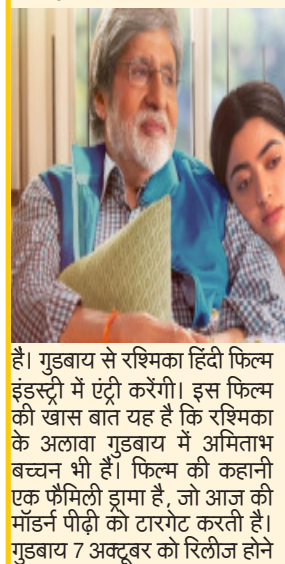 है। गुडबाय से रश्मिका हिंदी फिल्म
इंडस्ट्री में एंट्री करेंगी। इस फिल्म
की खास बात यह है कि रश्मिका
के अलावा गुडबाय में अमिताभ
बच्चन भी हैं। फिल्म की कहानी
एक फैमिली ड्रामा है, जो आज की
मॉडर्न पीढ़ी को टारगेट करती है।
गुडबाय 7 अक्टूबर को रिलीज होने